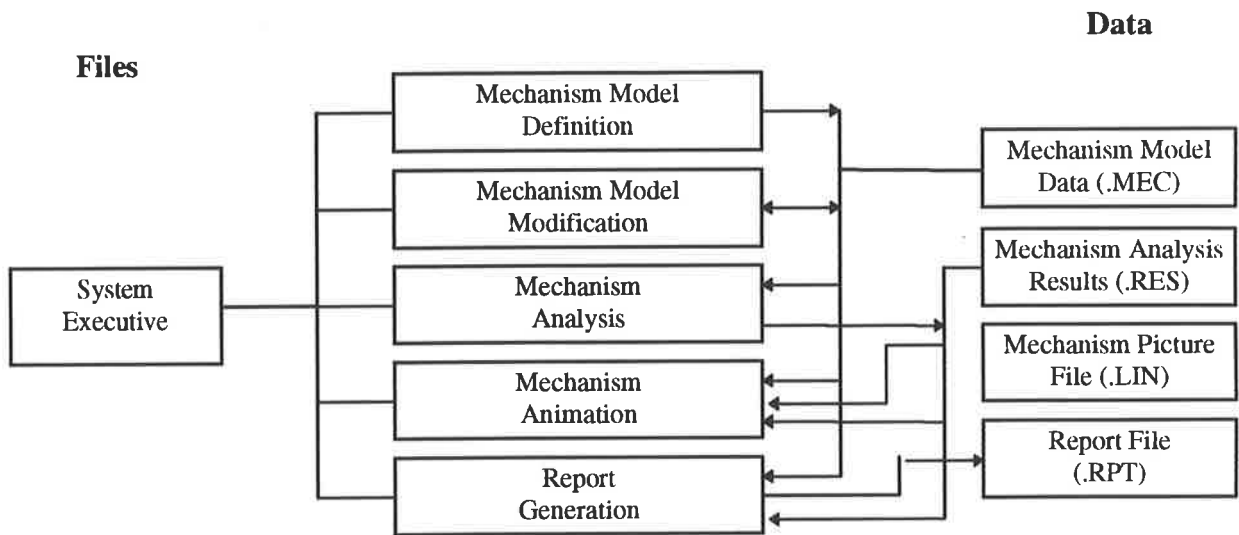 Data
Files
Mechanism Model
Definition
Mechanism Model
Modification
Mechanism
Analysis
Mechanism
Animation
Report
Generation
System
Executive
Mechanism Model
Data (.MEC)
Mechanism Analysis
Results (.RES)
Mechanism Picture
File (.LIN)
Report File
(.RPT)